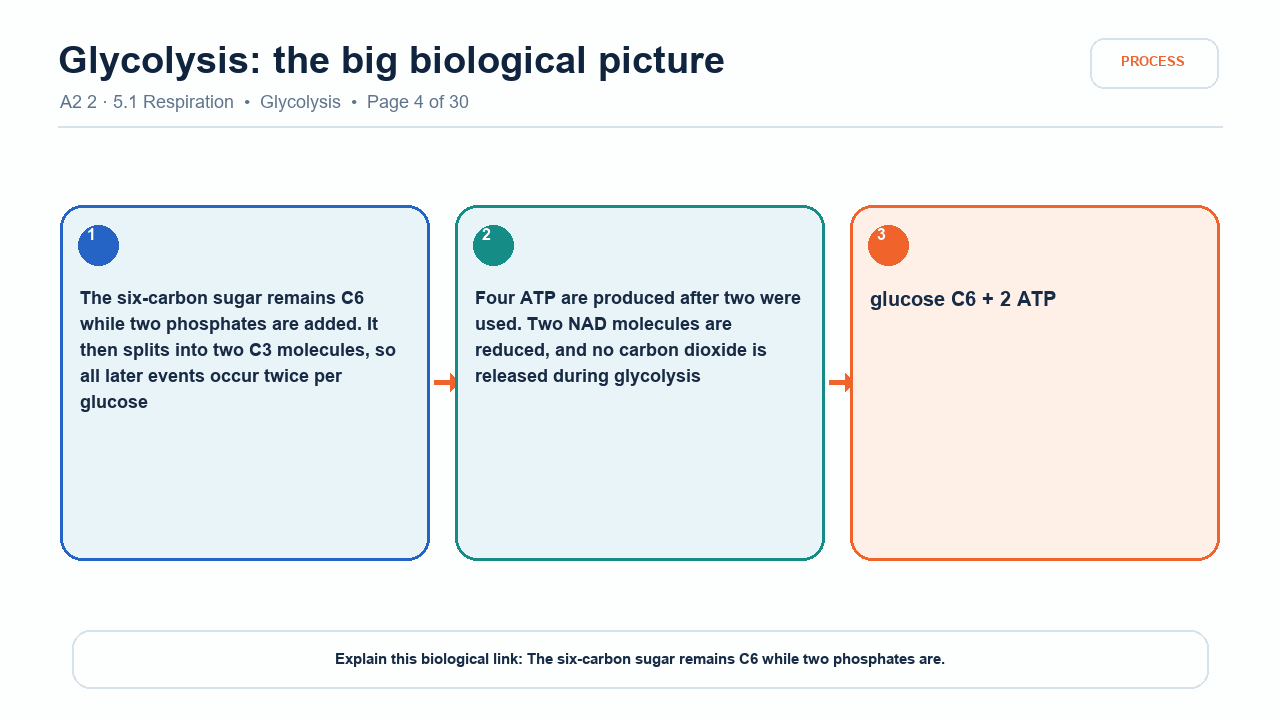 Glycolysis: the big biological picture
PROCESS
A2 2 · 5.1 Respiration • Glycolysis • Page 4 of 30
1
The six-carbon sugar remains C6
while two phosphates are added. It
then splits into two C3 molecules, so
all later events occur twice per
glucose
2
Four ATP are produced after two were
used. Two NAD molecules are
reduced, and no carbon dioxide is
released during glycolysis
3
glucose C6 + 2 ATP
Explain this biological link: The six-carbon sugar remains C6 while two phosphates are.